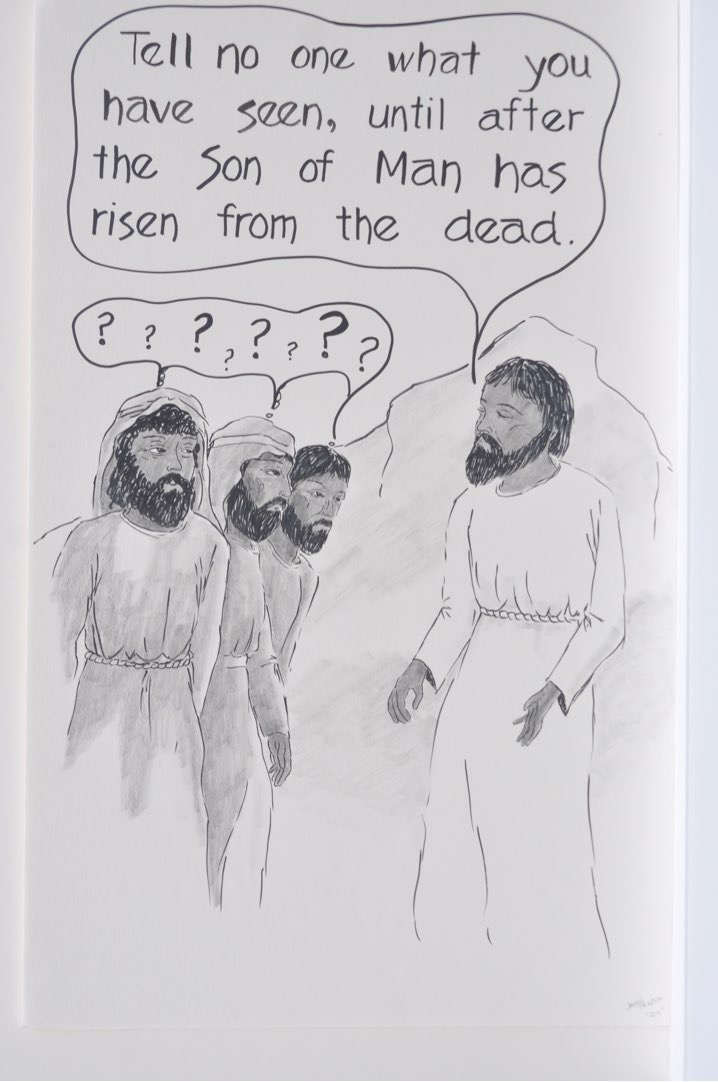 Tell no one what you
have seen, until after
the Son of Man has
risen from the dead.
? ? ? ? ? ? ? ?